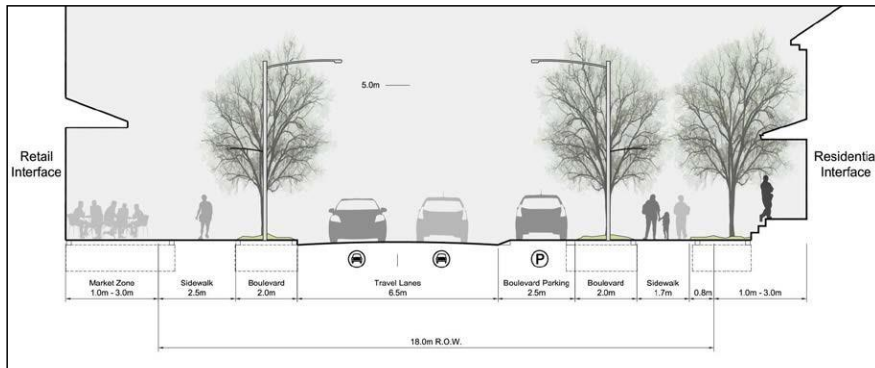 5.0m
Retail
Interface
Residential
Interface
P
Market Zone
1.0m - 3.0m
Sidewalk
2.5m
Boulevard
2.0m
Travel Lanes
6.5m
Boulevard Parking
2.5m
Boulevard
2.0m
Sidewalk
1.7m
0.8m
1.0m - 3.0m
18.0m R.O.W.